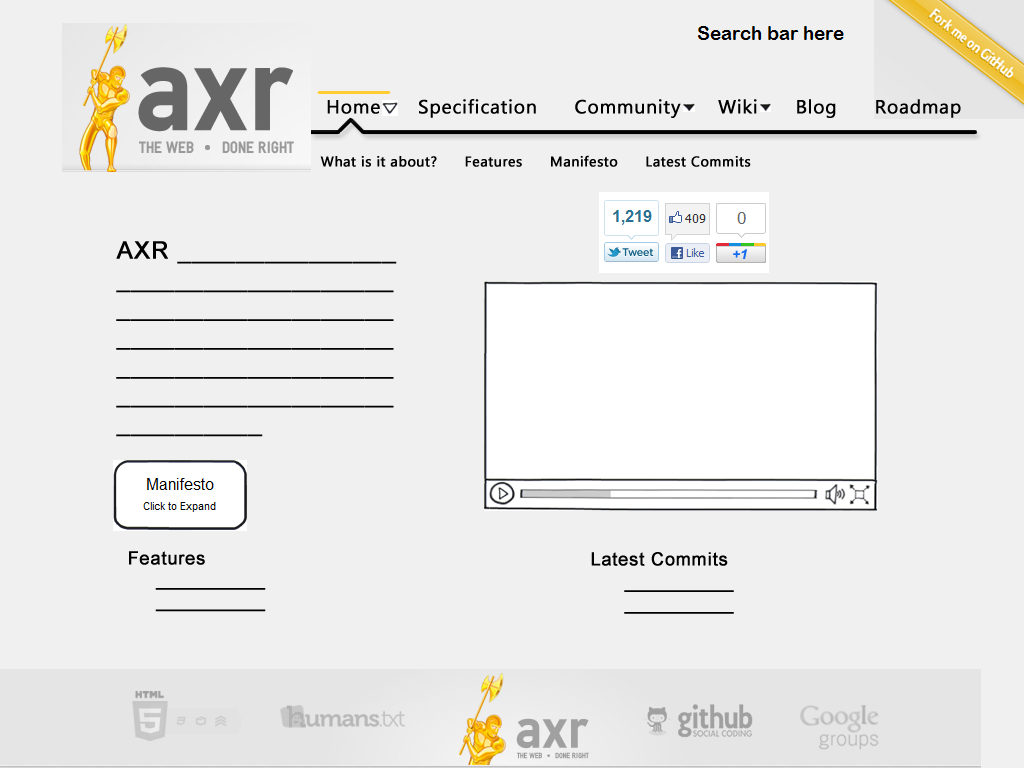 Search bar here
Fork me on GitHub
axr
THE WEB • DONE RIGHT
Home Specification Community Wiki Blog Roadmap
What is it about? Features Manifesto Latest Commits
1,219 409 0
Tweet Like +1
AXR
Manifesto
Click to Expand
Features
Latest Commits
HTML
5
humans.txt
axr
THE WEB • DONE RIGHT
github
SOCIAL CODING
Google
groups